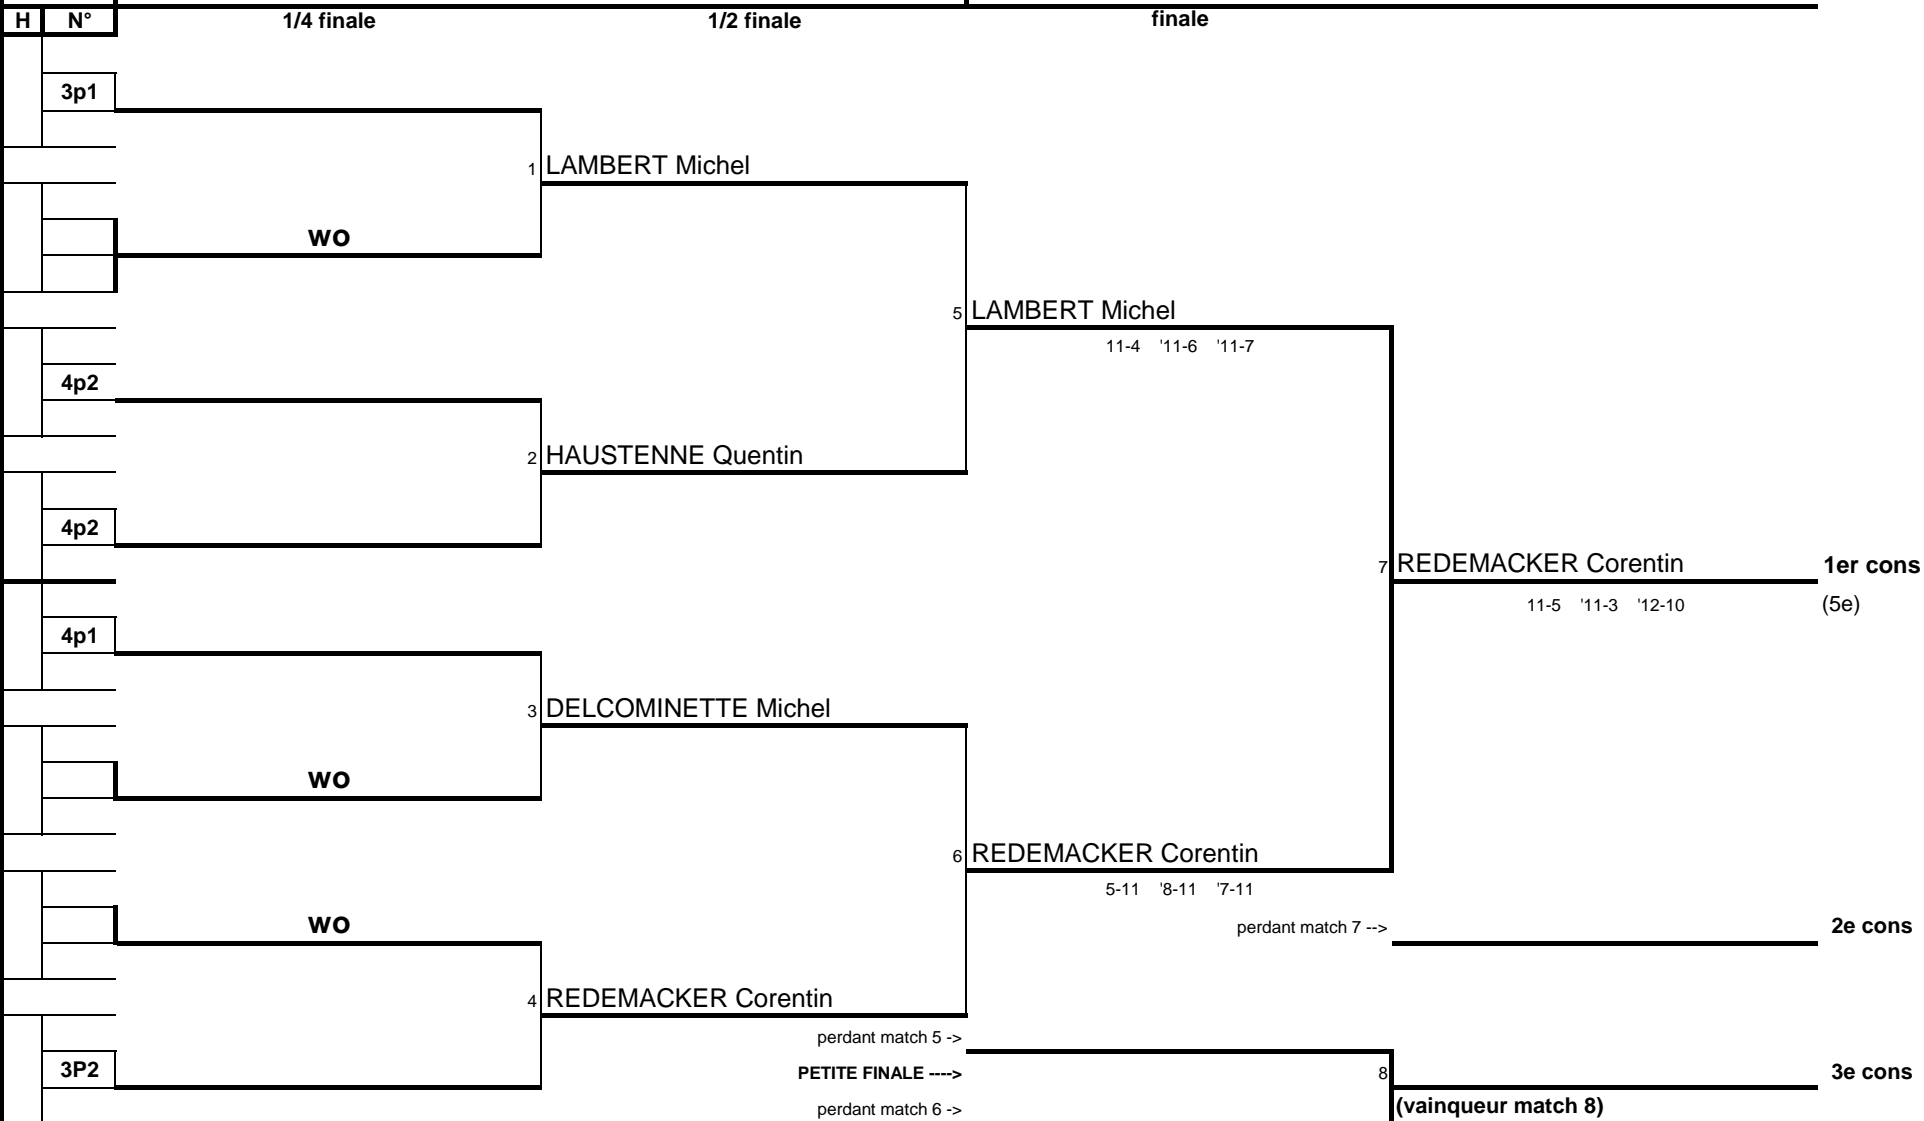 H N° 1/4 finale 1/2 finale finale
3p1
1 LAMBERT Michel
WO
5 LAMBERT Michel
11-4 '11-6 '11-7
4p2
2 HAUSTENNE Quentin
4p2
7 REDEMACKER Corentin 1er cons
11-5 '11-3 '12-10 (5e)
4p1
3 DELCOMINETTE Michel
WO
6 REDEMACKER Corentin
5-11 '8-11 '7-11
WO
perdant match 7 --> 2e cons
4 REDEMACKER Corentin
perdant match 5 ->
3P2
PETITE FINALE ----> 8 3e cons
perdant match 6 -> (vainqueur match 8)